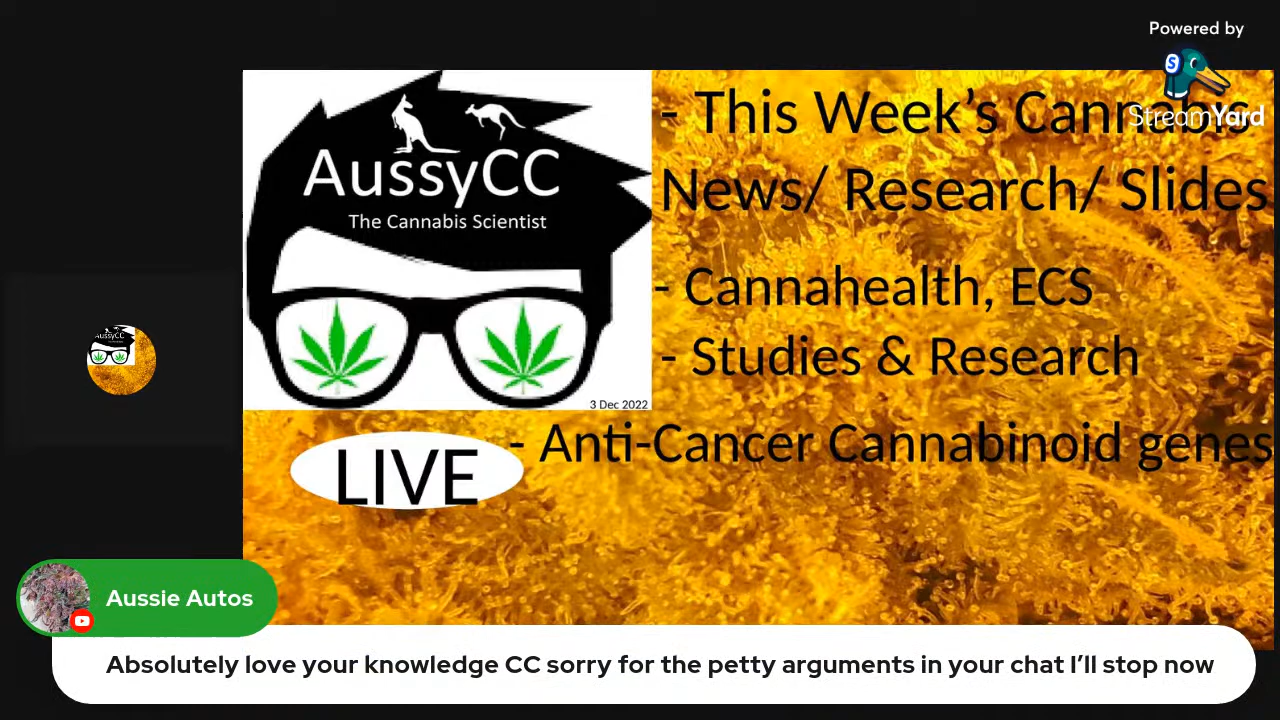 Powered by
StreamYard
AussyCC
The Cannabis Scientist
3 Dec 2022
- This Week’s Cannabis
News/ Research/ Slides
- Cannahealth, ECS
- Studies & Research
- Anti-Cancer Cannabinoid genes
LIVE
AussyCC
Aussie Autos
Absolutely love your knowledge CC sorry for the petty arguments in your chat I’ll stop now